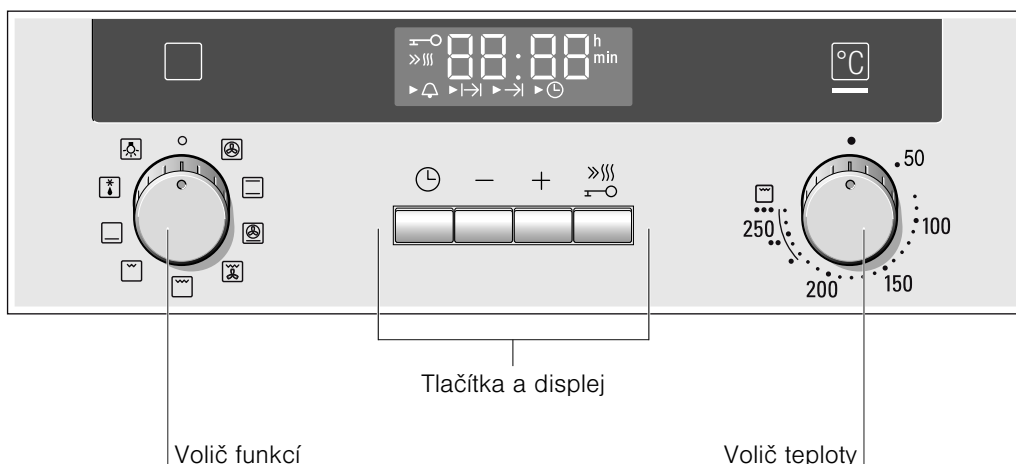 88:88 h
min
°C
50
100
150
200
250
Tlačítka a displej
Volič funkcí
Volič teploty